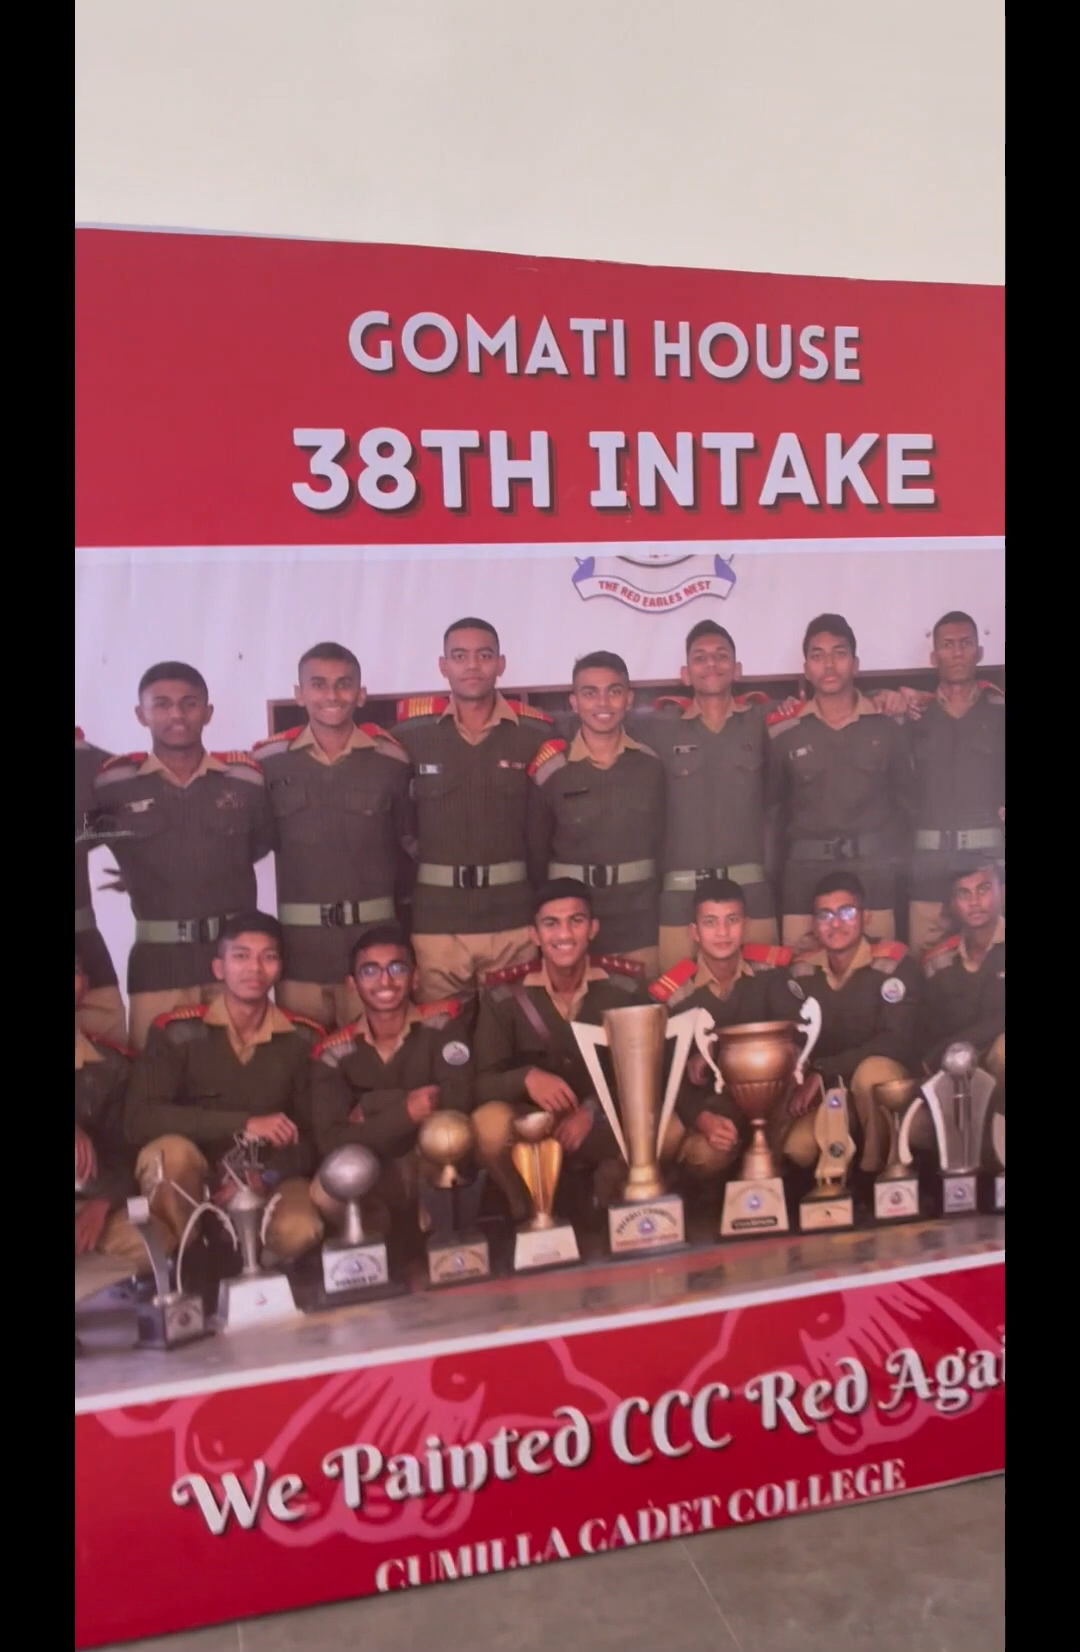 GOMATI HOUSE
38TH INTAKE
THE RED EAGLES NEST
We Painted CCC Red Agai
CUMILLA CADET COLLEGE